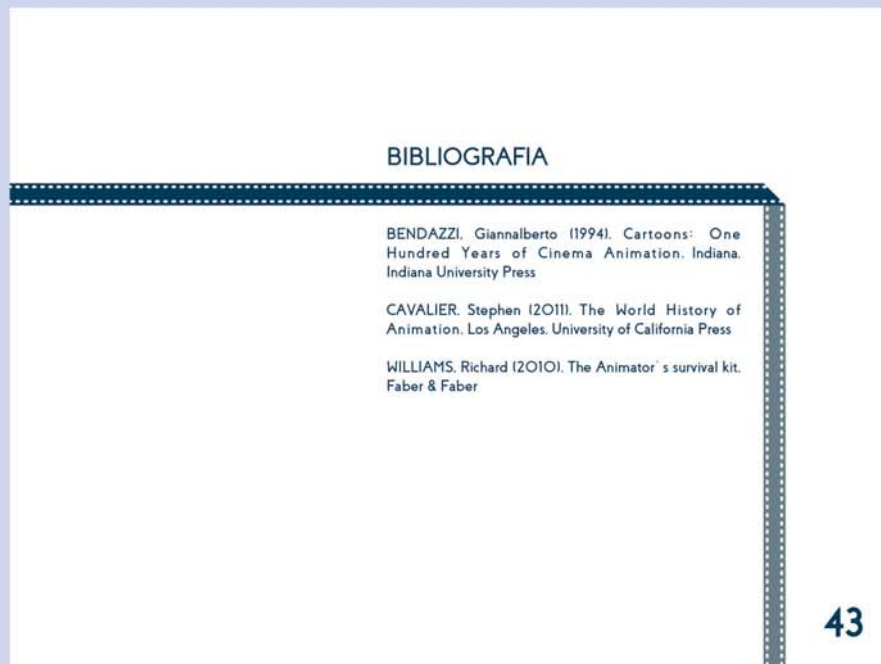 BIBLIOGRAFIA
BENDAZZI, Giannalberto (1994). Cartoons: One
Hundred Years of Cinema Animation. Indiana.
Indiana University Press
CAVALIER, Stephen (2011). The World History of
Animation. Los Angeles. University of California Press
WILLIAMS, Richard (2010). The Animator´s survival kit.
Faber & Faber
43